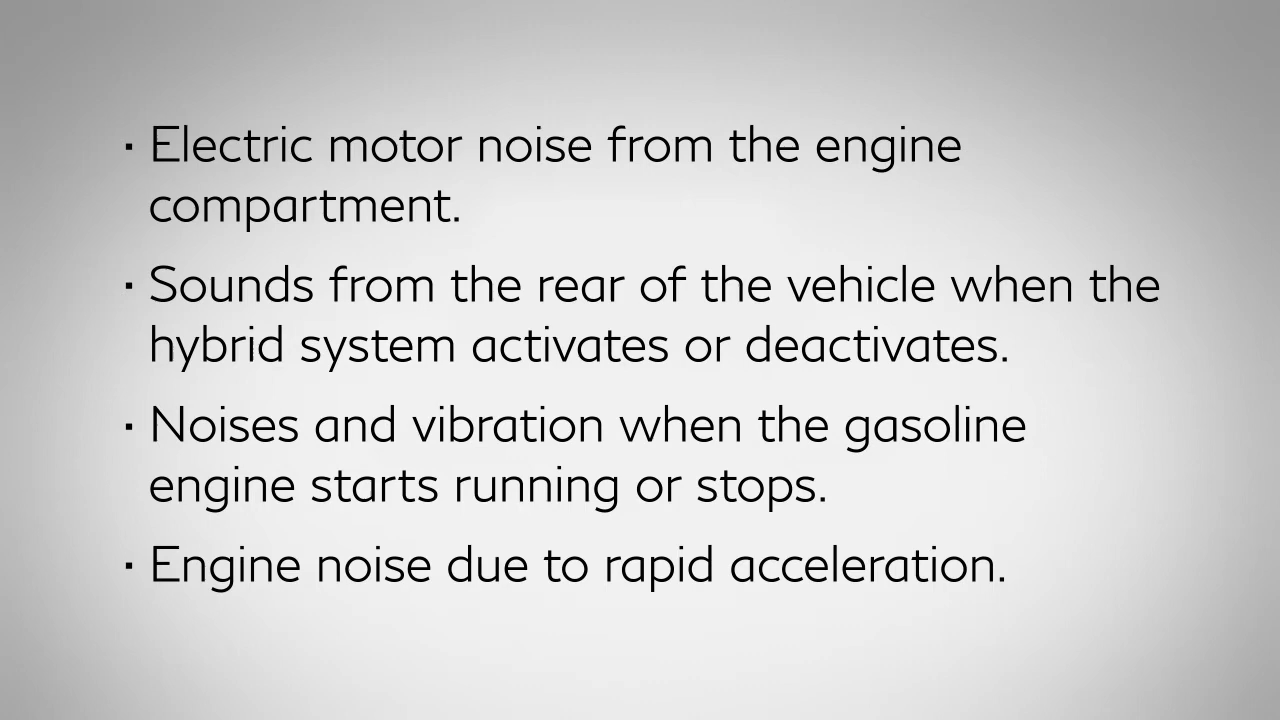 · Electric motor noise from the engine
compartment.
· Sounds from the rear of the vehicle when the
hybrid system activates or deactivates.
· Noises and vibration when the gasoline
engine starts running or stops.
· Engine noise due to rapid acceleration.